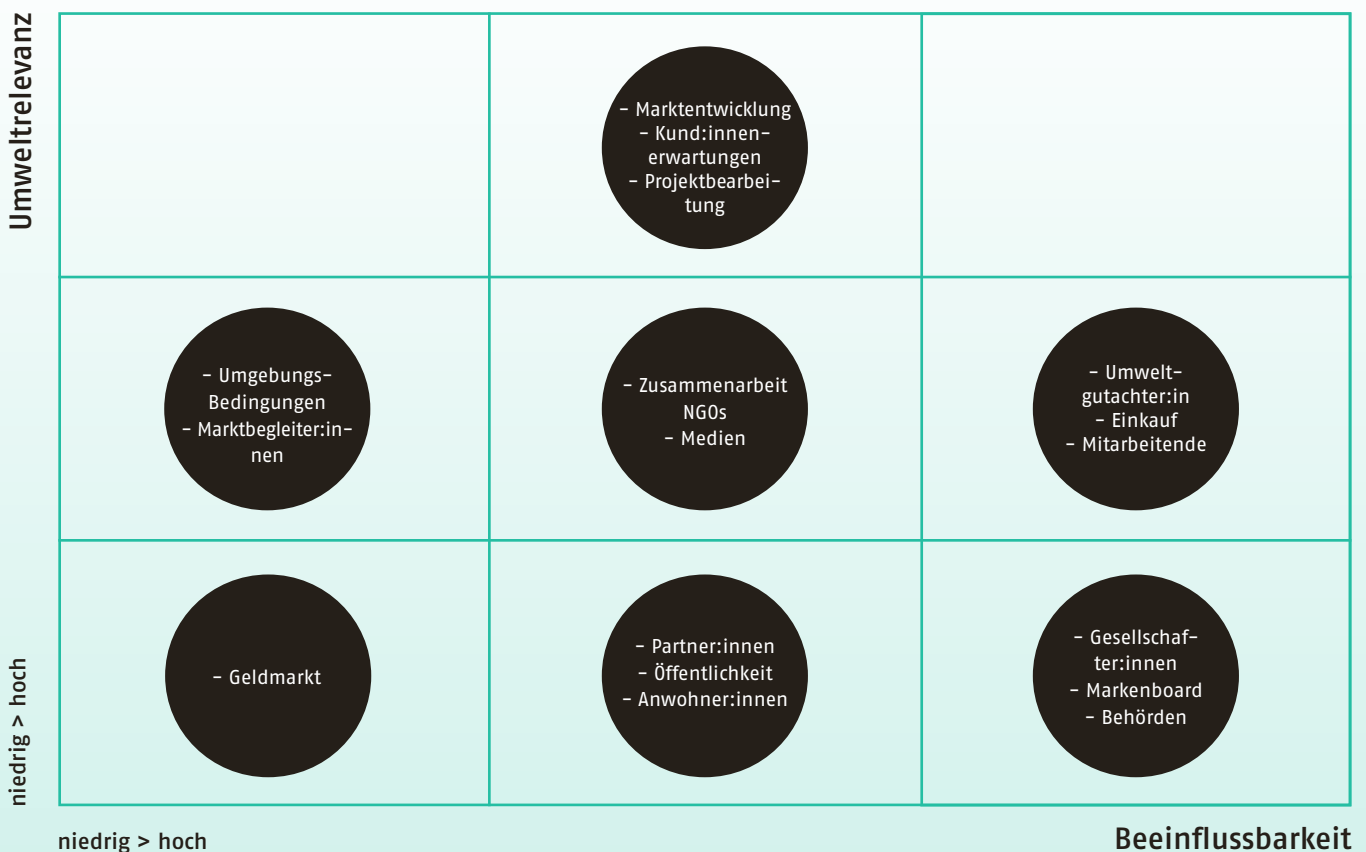 Umweltrelevanz
– Marktentwicklung
– Kund:innen-
erwartungen
– Projektbearbei-
tung
– Umgebungs-
Bedingungen
– Marktbegleiter:in-
nen
– Zusammenarbeit
NGOs
– Medien
– Umwelt-
gutachter:in
– Einkauf
– Mitarbeitende
– Geldmarkt
– Partner:innen
– Öffentlichkeit
– Anwohner:innen
– Gesellschaf-
ter:innen
– Markenboard
– Behörden
niedrig > hoch
niedrig > hoch
Beeinflussbarkeit